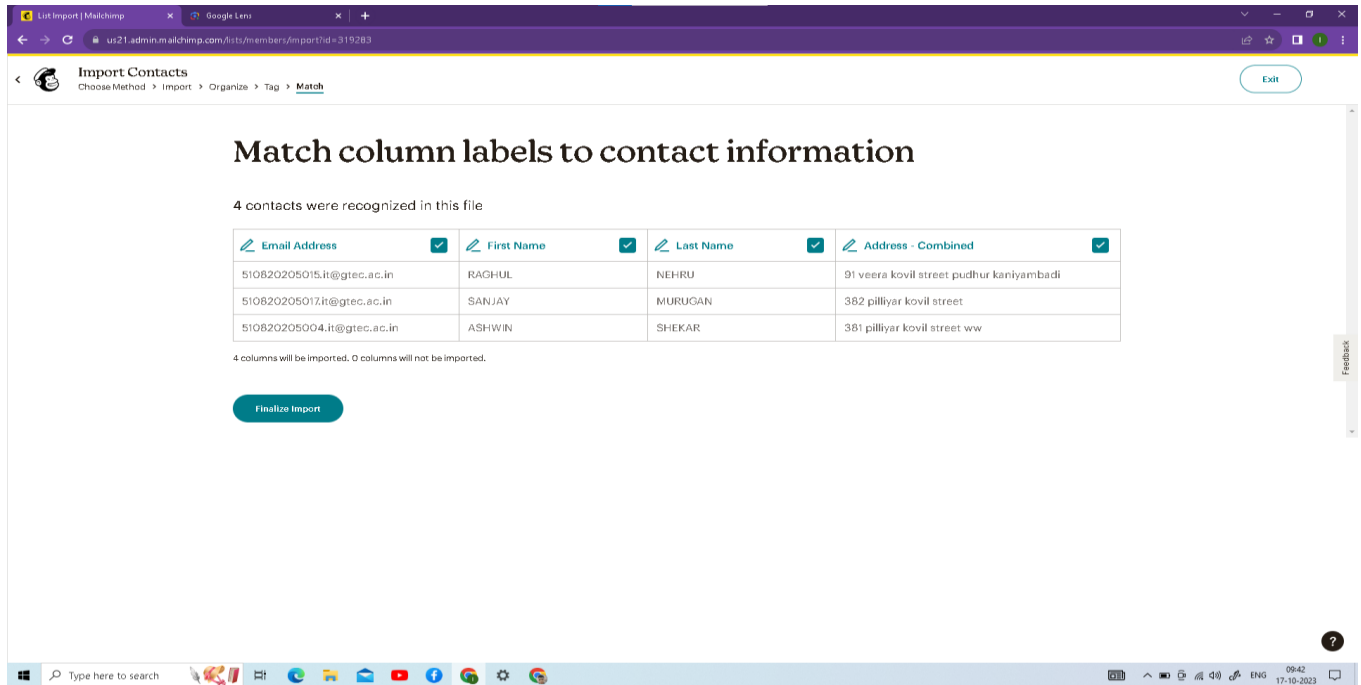 List Import | Mailchimp
Google Lens
us21.admin.mailchimp.com/lists/members/import?id=319283
Import Contacts
Choose Method > Import > Organize > Tag > Match
Exit
Match column labels to contact information
4 contacts were recognized in this file
Email Address First Name Last Name Address - Combined
510820205015.it@gtec.ac.in RAGHUL NEHRU 91 veera kovil street pudhur kaniyambadi
510820205017.it@gtec.ac.in SANJAY MURUGAN 382 pilliyar kovil street
510820205004.it@gtec.ac.in ASHWIN SHEKAR 381 pilliyar kovil street ww
4 columns will be imported. 0 columns will not be imported.
Feedback
Finalize Import
?
Type here to search
ENG
09:42
17-10-2023